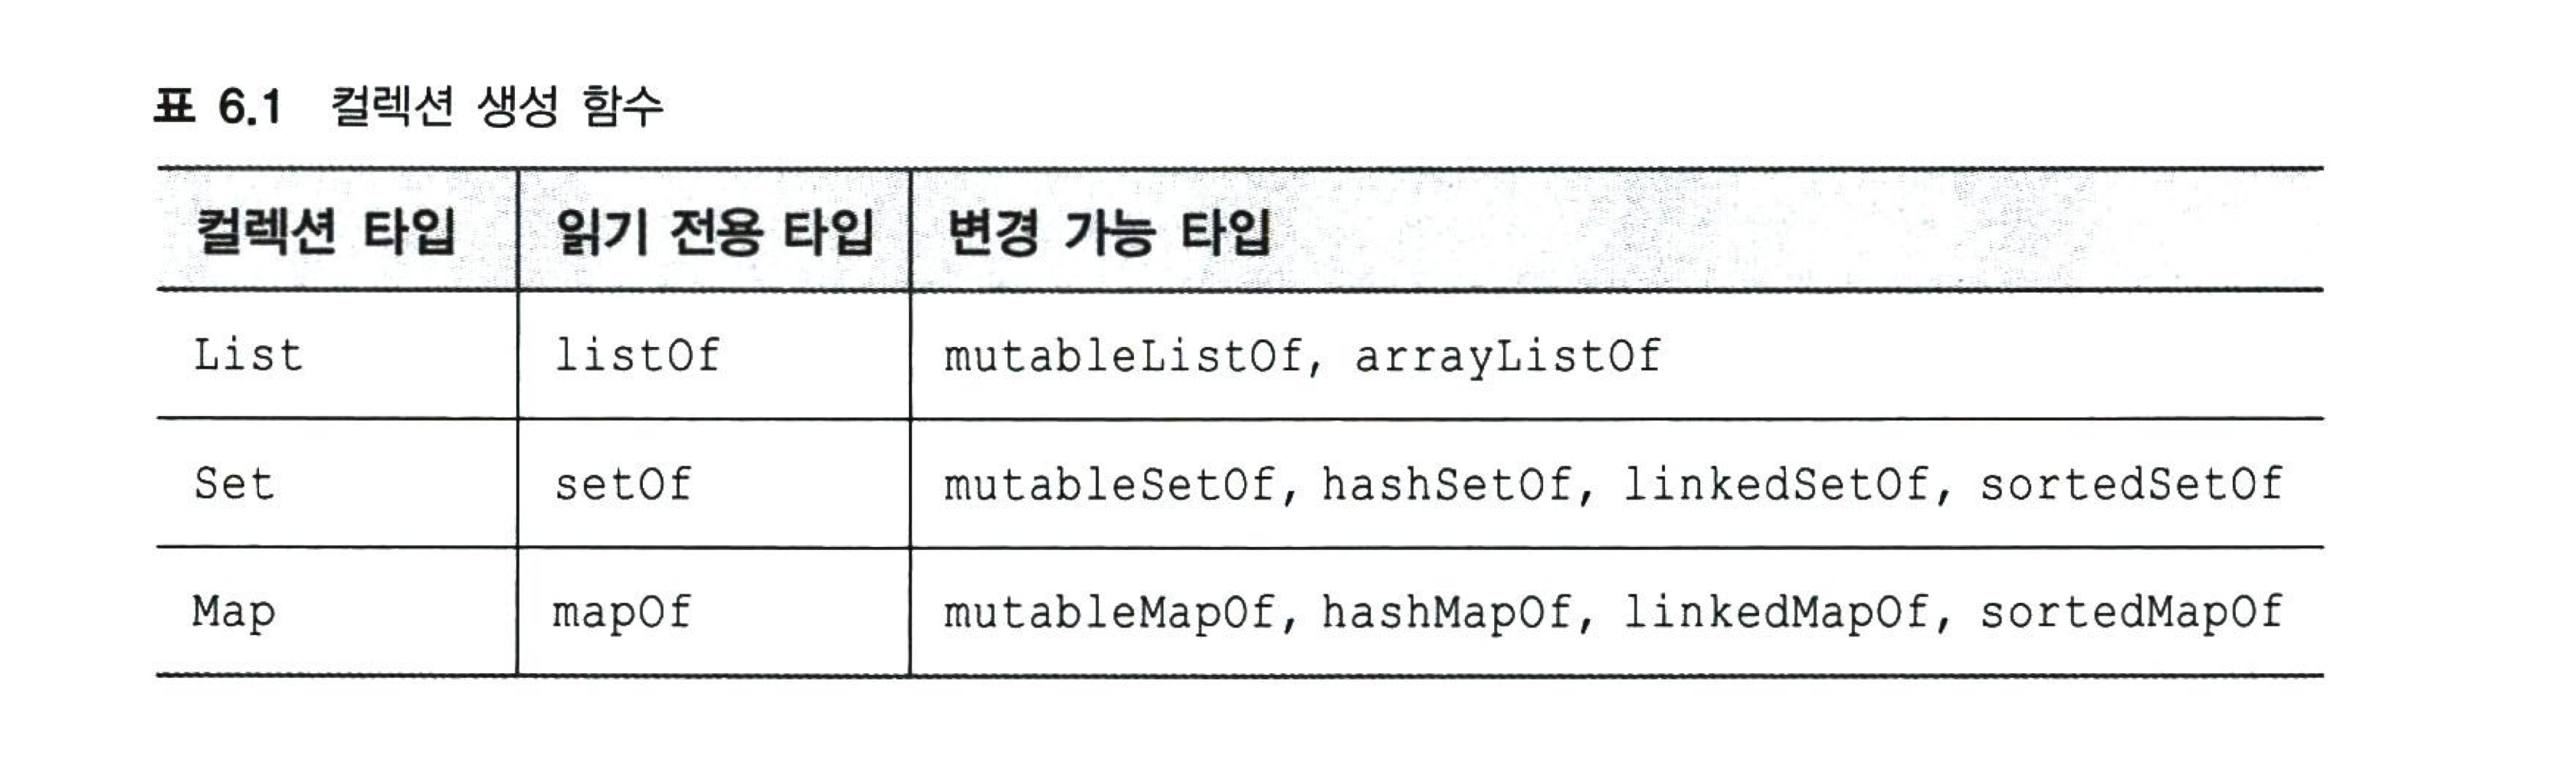 표 6.1 컬렉션 생성 함수
컬렉션 타입 읽기 전용 타입 변경 가능 타입
List listOf mutableListOf, arrayListOf
Set setOf mutableSetOf, hashSetOf, linkedSetOf, sortedSetOf
Map mapOf mutableMapOf, hashMapOf, linkedMapOf, sortedMapOf